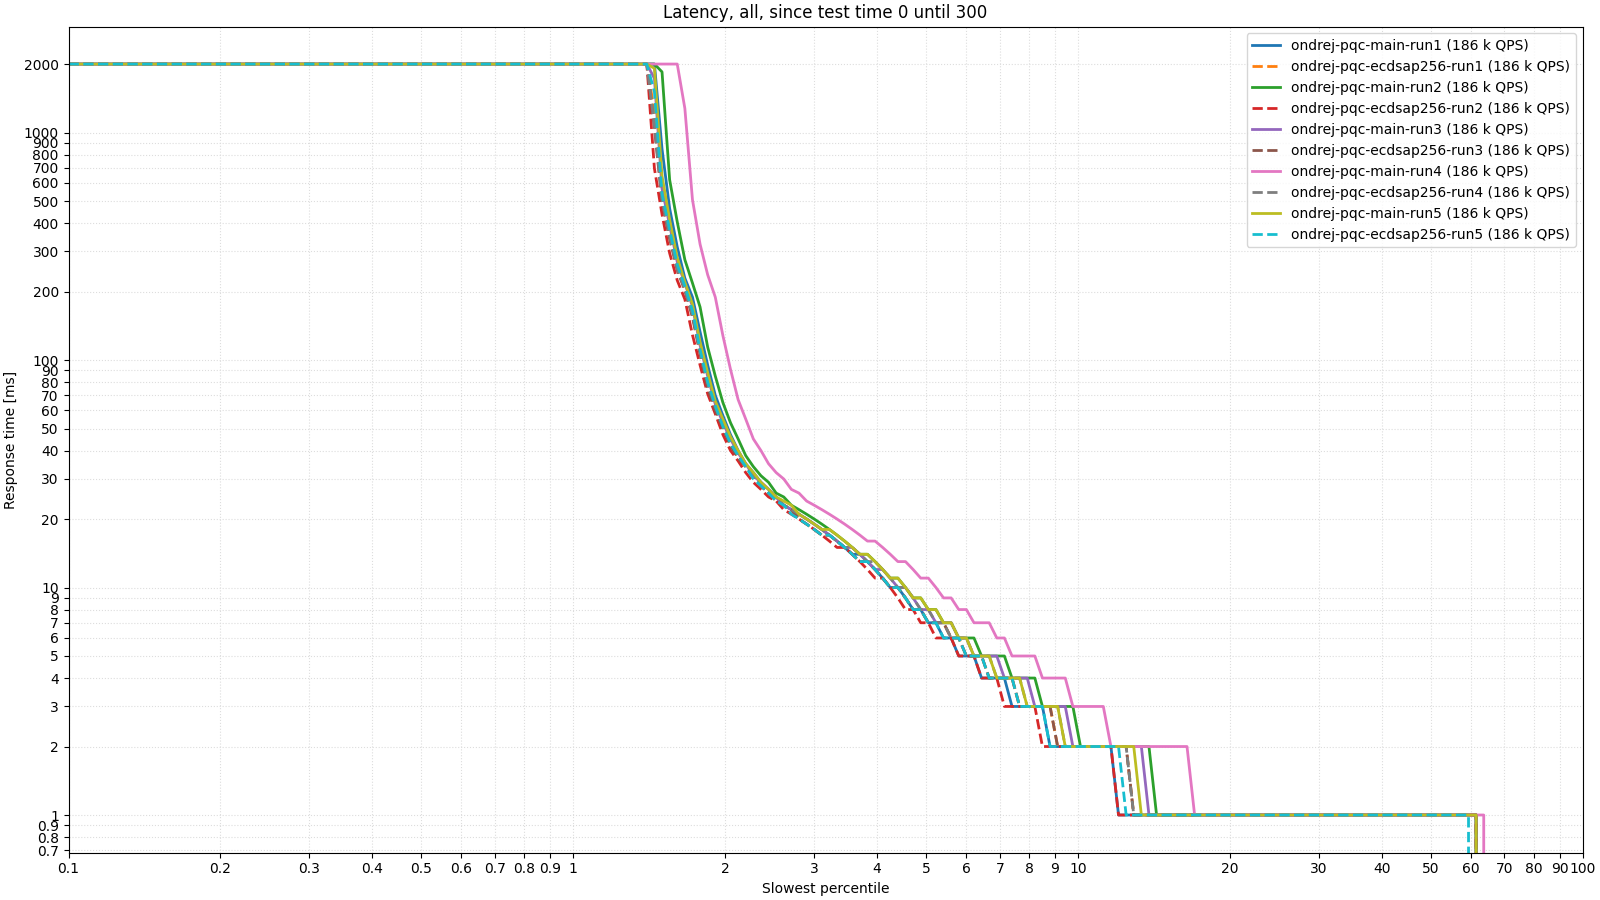 Latency, all, since test time 0 until 300
Response time [ms]
2000
1000
900
800
700
600
500
400
300
200
100
90
80
70
60
50
40
30
20
10
9
8
7
6
5
4
3
2
1
0.9
0.8
0.7
ondrej-pqc-main-run1 (186 k QPS)
ondrej-pqc-ecdsap256-run1 (186 k QPS)
ondrej-pqc-main-run2 (186 k QPS)
ondrej-pqc-ecdsap256-run2 (186 k QPS)
ondrej-pqc-main-run3 (186 k QPS)
ondrej-pqc-ecdsap256-run3 (186 k QPS)
ondrej-pqc-main-run4 (186 k QPS)
ondrej-pqc-ecdsap256-run4 (186 k QPS)
ondrej-pqc-main-run5 (186 k QPS)
ondrej-pqc-ecdsap256-run5 (186 k QPS)
0.1 0.2 0.3 0.4 0.5 0.6 0.7 0.8 0.9 1 2 3 4 5 6 7 8 9 10 20 30 40 50 60 70 80 90 100
Slowest percentile